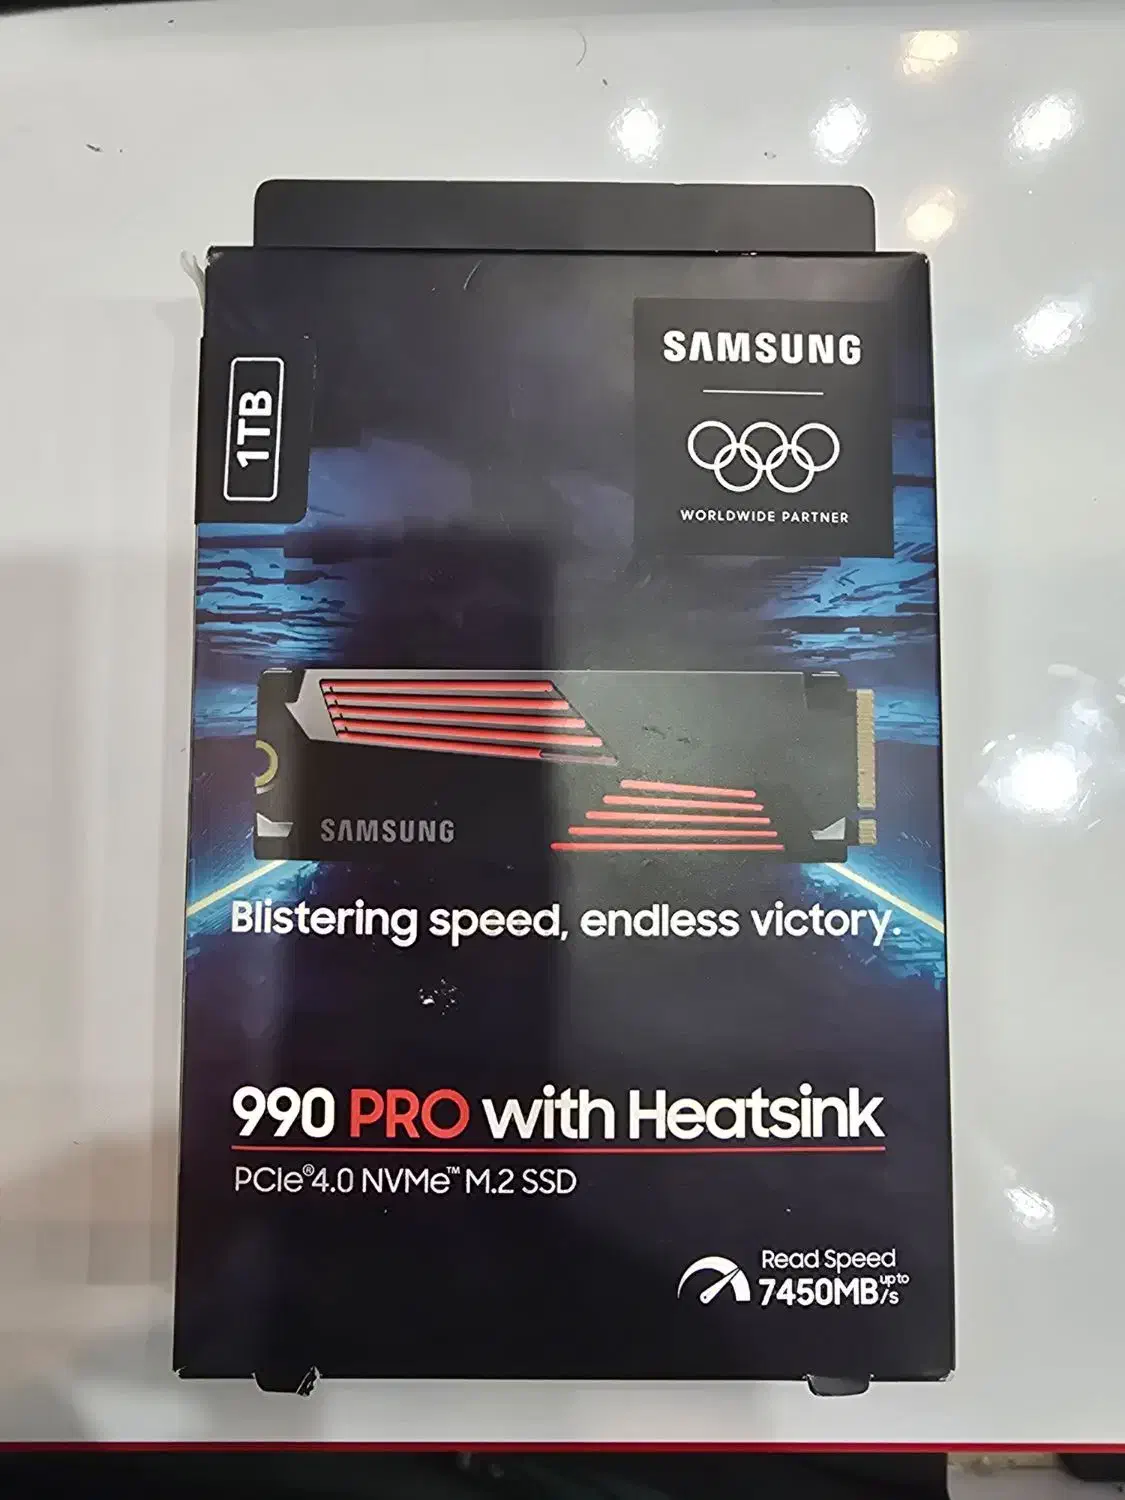 SAMSUNG
WORLDWIDE PARTNER
1TB
SAMSUNG
Blistering speed, endless victory.
990 PRO with Heatsink
PCIe®4.0 NVMe™ M.2 SSD
Read Speed
7450MB/s up to